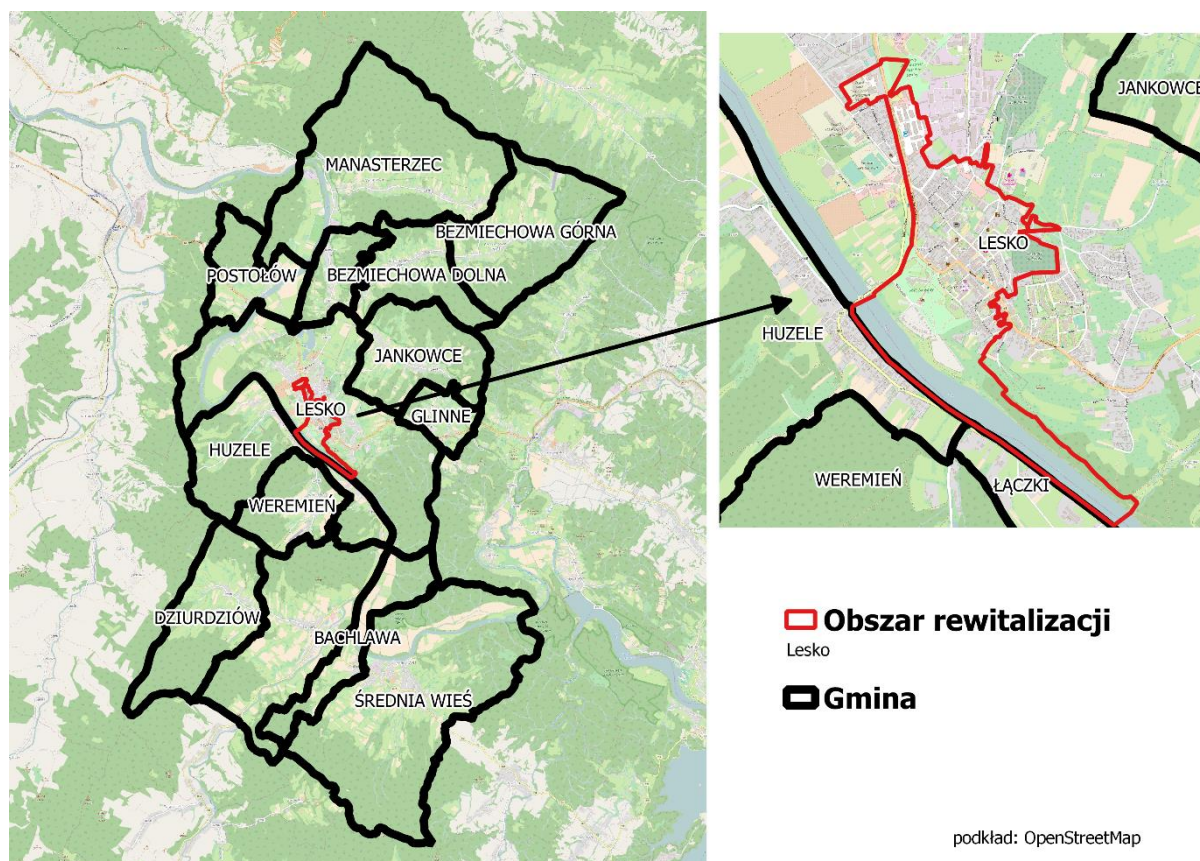 MANASTERZEC
BEZMIECHOWA GÓRNA
POSTOŁÓW
BEZMIECHOWA DOLNA
JANKOWCE
LESKO
GLINNE
HUZELE
WEREMIEŃ
DZIURDZIÓW
BACHLAWA
ŚREDNIA WIEŚ
JANKOWCE
LESKO
HUZELE
WEREMIEŃ
ŁĄCZKI
Obszar rewitalizacji
Lesko
Gmina
podkład: OpenStreetMap